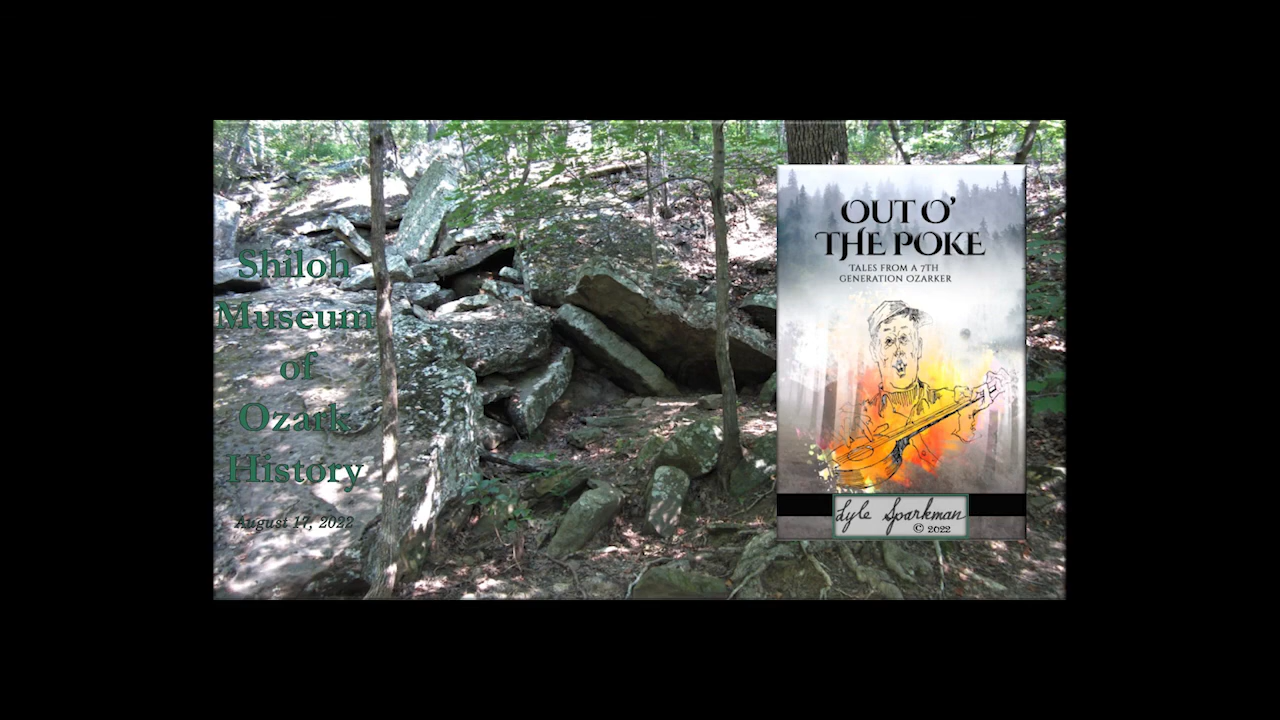 Shiloh
Museum
of
Ozark
History
August 17, 2022
OUT O'
THE POKE
TALES FROM A 7TH
GENERATION OZARKER
Lyle Sparkman
© 2022